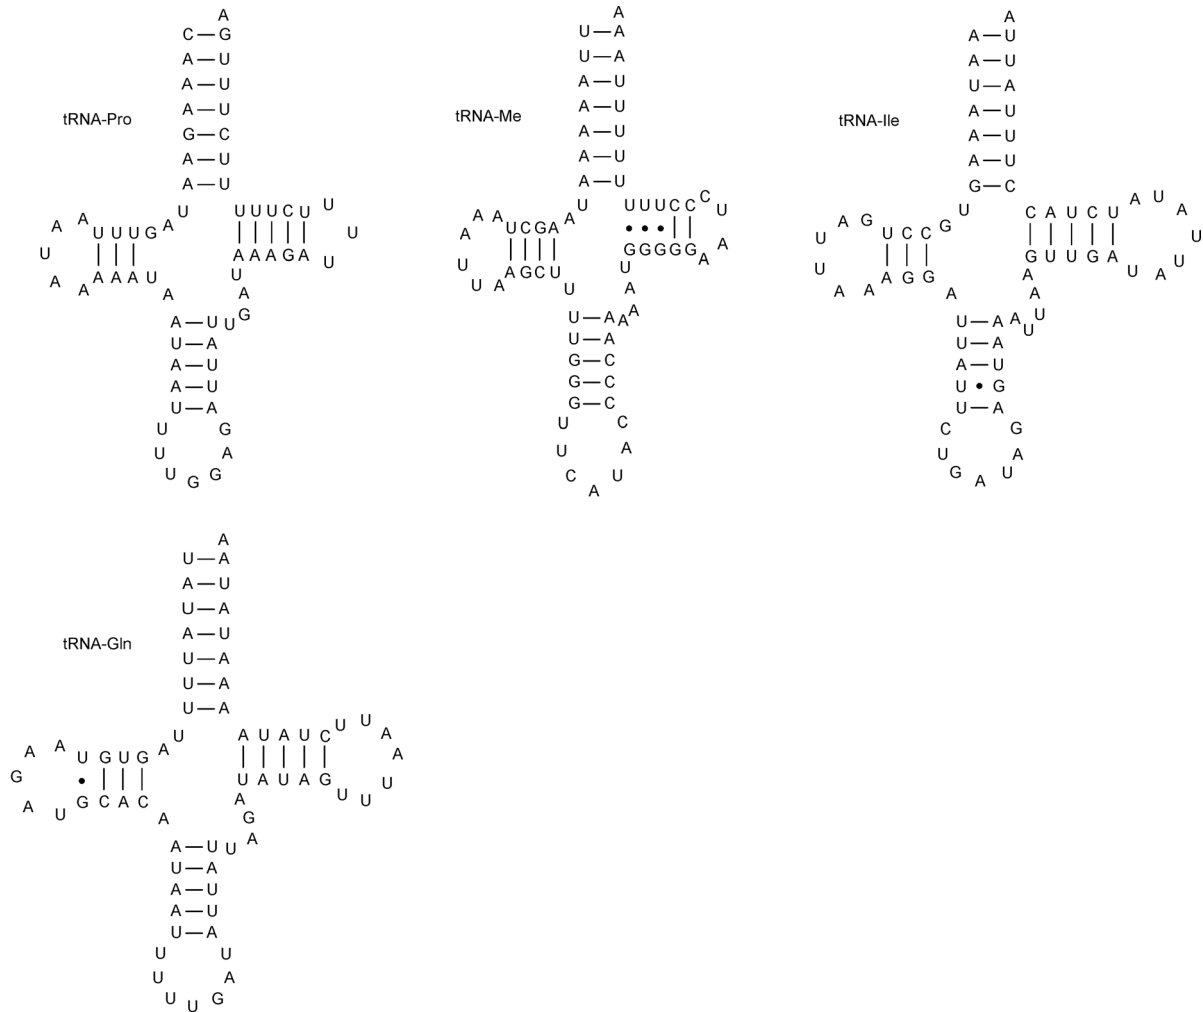 tRNA-Pro
A
C—G
A—U
A—U
A—U
G—C
A—U
A—U
U
A
G U U U
A A U A A
A A A U
A
A—U
U—A
A—U
A—U
U—A
U U U G G A G
U G A U
A A A G A
U U U C U
U U U
tRNA-Me
A
U—A
U—A
A—U
A—U
A—U
A—U
A—U
U
A
A G C U
A A A U U A
A G C U
U
U—A
U—A
G—C
G—C
G—C
U U C A U A C
A A A U
G G G G G
U U U C C
C U A A
tRNA-Ile
A
A—U
A—U
U—A
A—U
A—U
A—U
G—C
U
G
C C U
G A U U A A
A G G
A
U—A
U—A
A—U
U•G
U—A
C U G A U A G
A U U A A
G U U G A
C A U C U
A U A U U A U
tRNA-Gln
A
U—A
A—U
U—A
A—U
U—A
U—A
U—A
U
A
G U G U
A A G A U
G C A C
A
A—U
U—A
A—U
A—U
U—A
U U U U G A U
U A G A
U A U A G
A U A U C
U U A A U U U